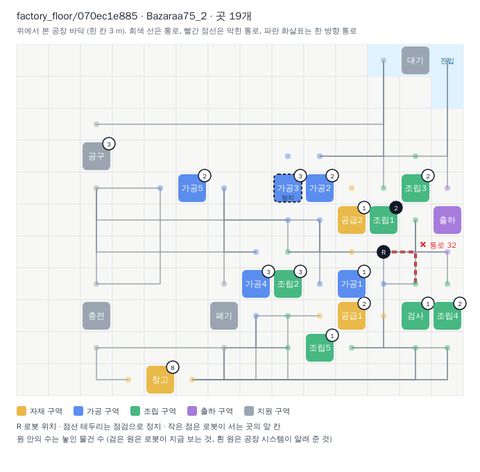 factory_floor/070ec1e885 · Bazaraa75_2 · 곳 19개
위에서 본 공장 바닥 (한 칸 3 m). 회색 선은 통로, 빨간 점선은 막힌 통로, 파란 화살표는 한 방향 통로
대기
진입
3
공구
2
가공5
3
가공3
정지
2
가공2
2
조립3
1
공급2
2
조립1
출하
R
✕ 통로 32
3
가공4
3
조립2
1
가공1
충전
폐기
2
공급1
1
검사
2
조립4
1
조립5
8
창고
자재 구역
가공 구역
조립 구역
출하 구역
지원 구역
R 로봇 위치 · 점선 테두리는 점검으로 정지 · 작은 점은 로봇이 서는 곳의 앞 칸
원 안의 수는 놓인 물건 수 (검은 원은 로봇이 지금 보는 것, 흰 원은 공장 시스템이 알려 준 것)